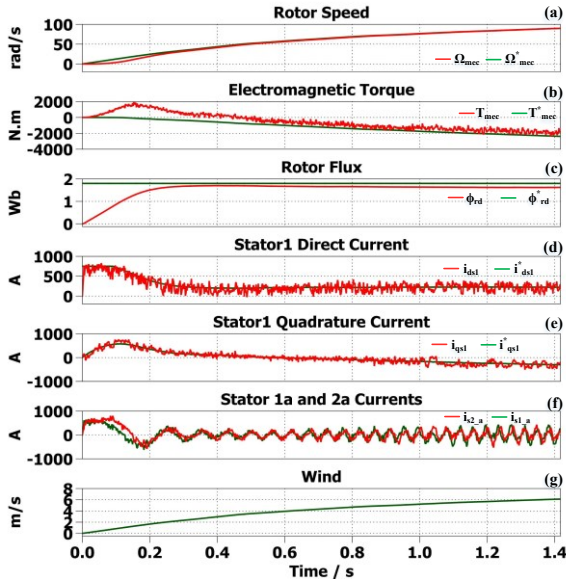 Rotor Speed (a)
100
50
0
rad/s
Ω_mec Ω*_mec
Electromagnetic Torque
2000
0
-2000
-4000
N.m
(b)
T_mec T*_mec
Rotor Flux
2
1
0
Wb
(c)
ϕ_rd ϕ*_rd
Stator1 Direct Current
1000
500
0
A
(d)
i_ds1 i*_ds1
Stator1 Quadrature Current (e)
1000
0
-1000
A
i_qs1 i*_qs1
Stator 1a and 2a Currents (f)
1000
0
-1000
A
i_s2_a i_s1_a
Wind
8
6
4
2
0
m/s
(g)
0.0 0.2 0.4 0.6 0.8 1.0 1.2 1.4
Time / s